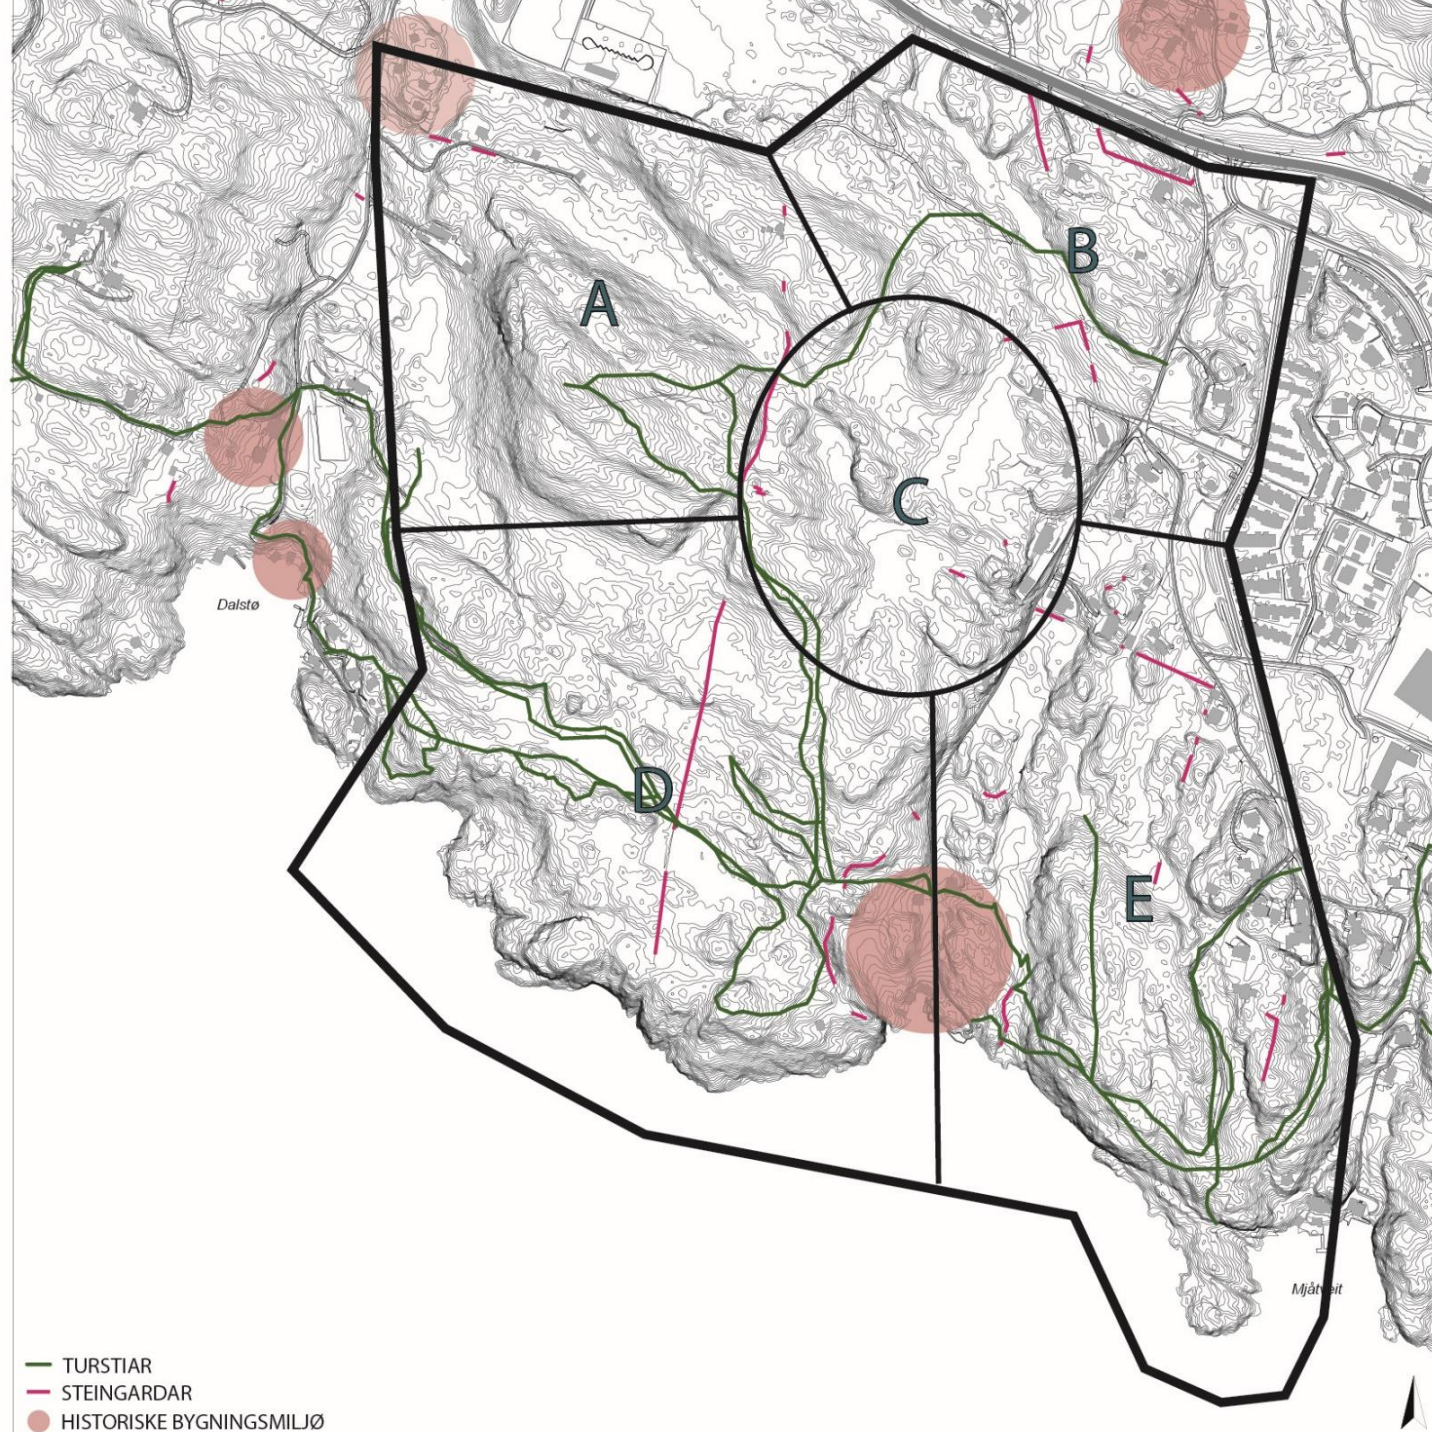 A
B
C
Dalstø
D
E
Mjåtveit
TURSTIAR
STEINGARDAR
HISTORISKE BYGNINGSMILJØ